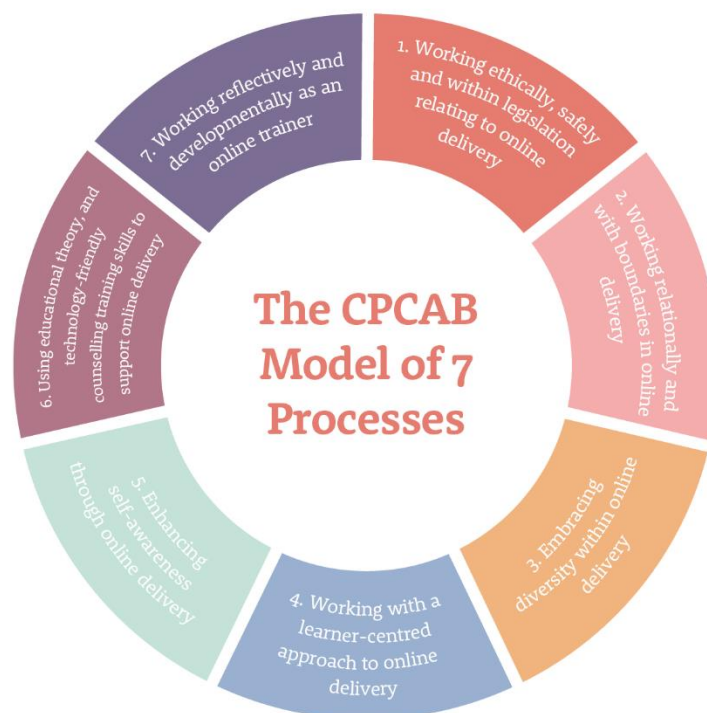 The CPCAB
Model of 7
Processes
1. Working ethically, safely
and within legislation
relating to online
delivery
2. Working relationally and
with boundaries in online
delivery
3. Embracing
diversity within online
delivery
4. Working with a
learner-centred
approach to online
delivery
5. Enhancing
self-awareness
through online delivery
6. Using educational theory, and
technology-friendly
counselling training skills to
support online delivery
7. Working reflectively and
developmentally as an
online trainer